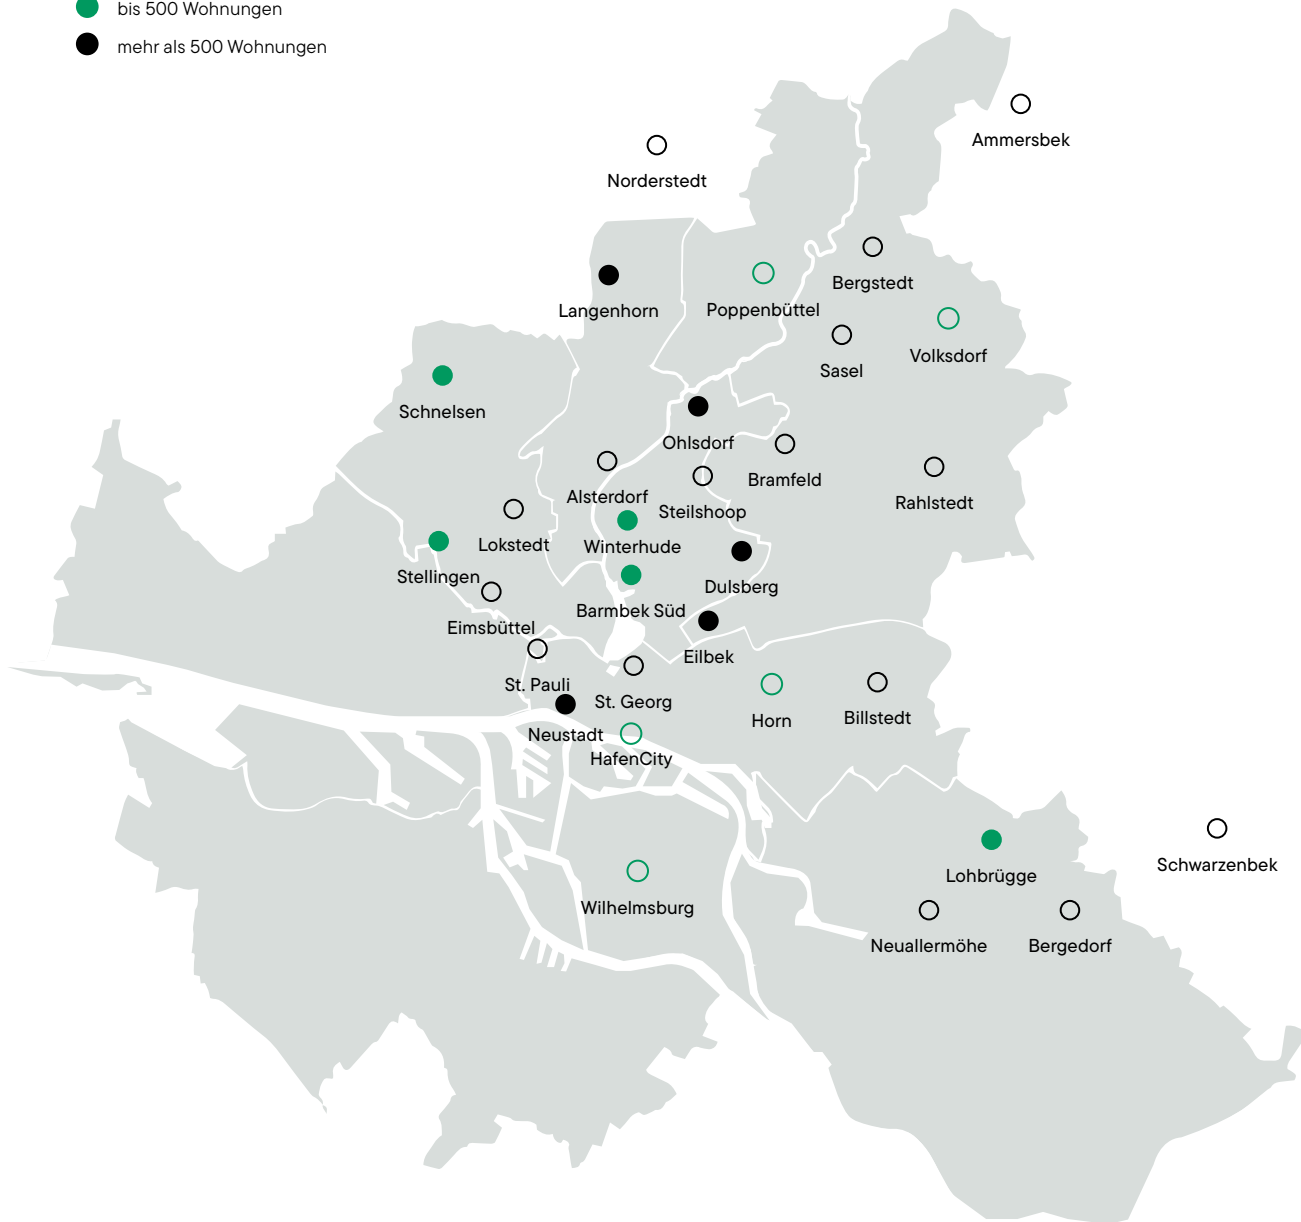 bis 500 Wohnungen
mehr als 500 Wohnungen
Ammersbek
Norderstedt
Bergstedt
Langenhorn
Poppenbüttel
Volksdorf
Sasel
Schnelsen
Ohlsdorf
Bramfeld
Alsterdorf
Rahlstedt
Steilshoop
Lokstedt
Winterhude
Stellingen
Dulsberg
Barmbek Süd
Eimsbüttel
Eilbek
St. Pauli
St. Georg
Horn
Billstedt
Neustadt
HafenCity
Schwarzenbek
Lohbrügge
Wilhelmsburg
Neuallermöhe
Bergedorf